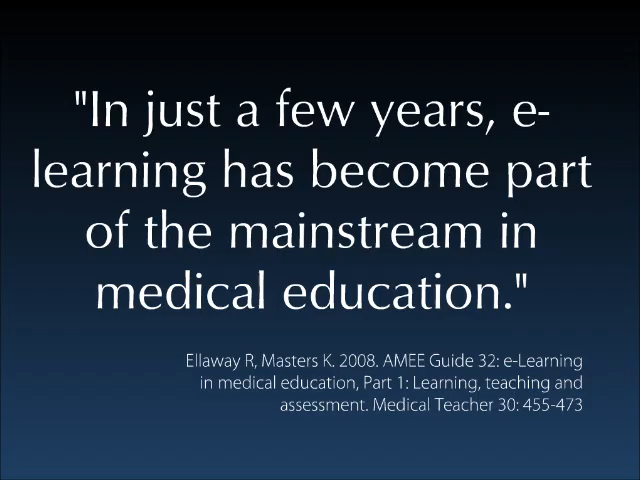 "In just a few years, e-
learning has become part
of the mainstream in
medical education."
Ellaway R, Masters K. 2008. AMEE Guide 32: e-Learning
in medical education, Part 1: Learning, teaching and
assessment. Medical Teacher 30: 455-473